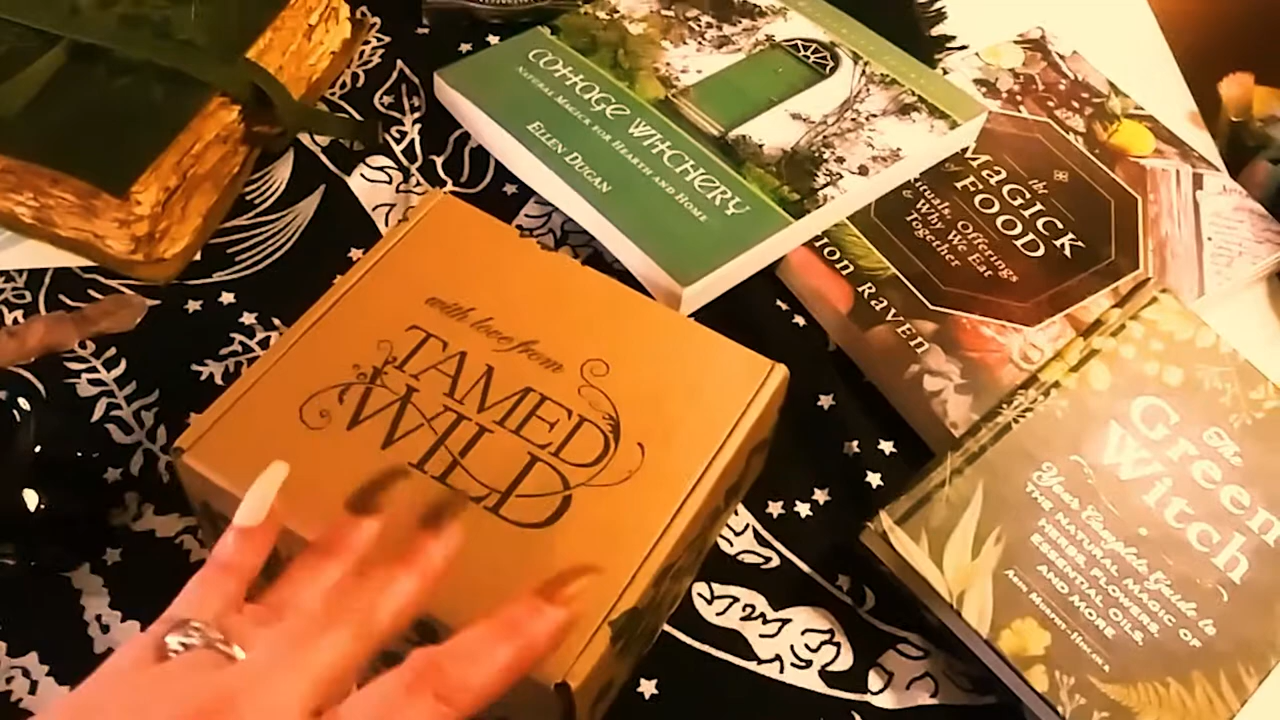 COTTAGE WITCHERY
NATURAL MAGICK FOR HEARTH AND HOME
ELLEN DUGAN
the
MAGICK
of FOOD
Rituals, Offerings
& Why We Eat
Together
RAVEN
with love from
TAMED
WILD
The
Green
Witch
Your Complete Guide to
THE NATURAL MAGIC OF
HERBS, FLOWERS,
ESSENTIAL OILS,
AND MORE